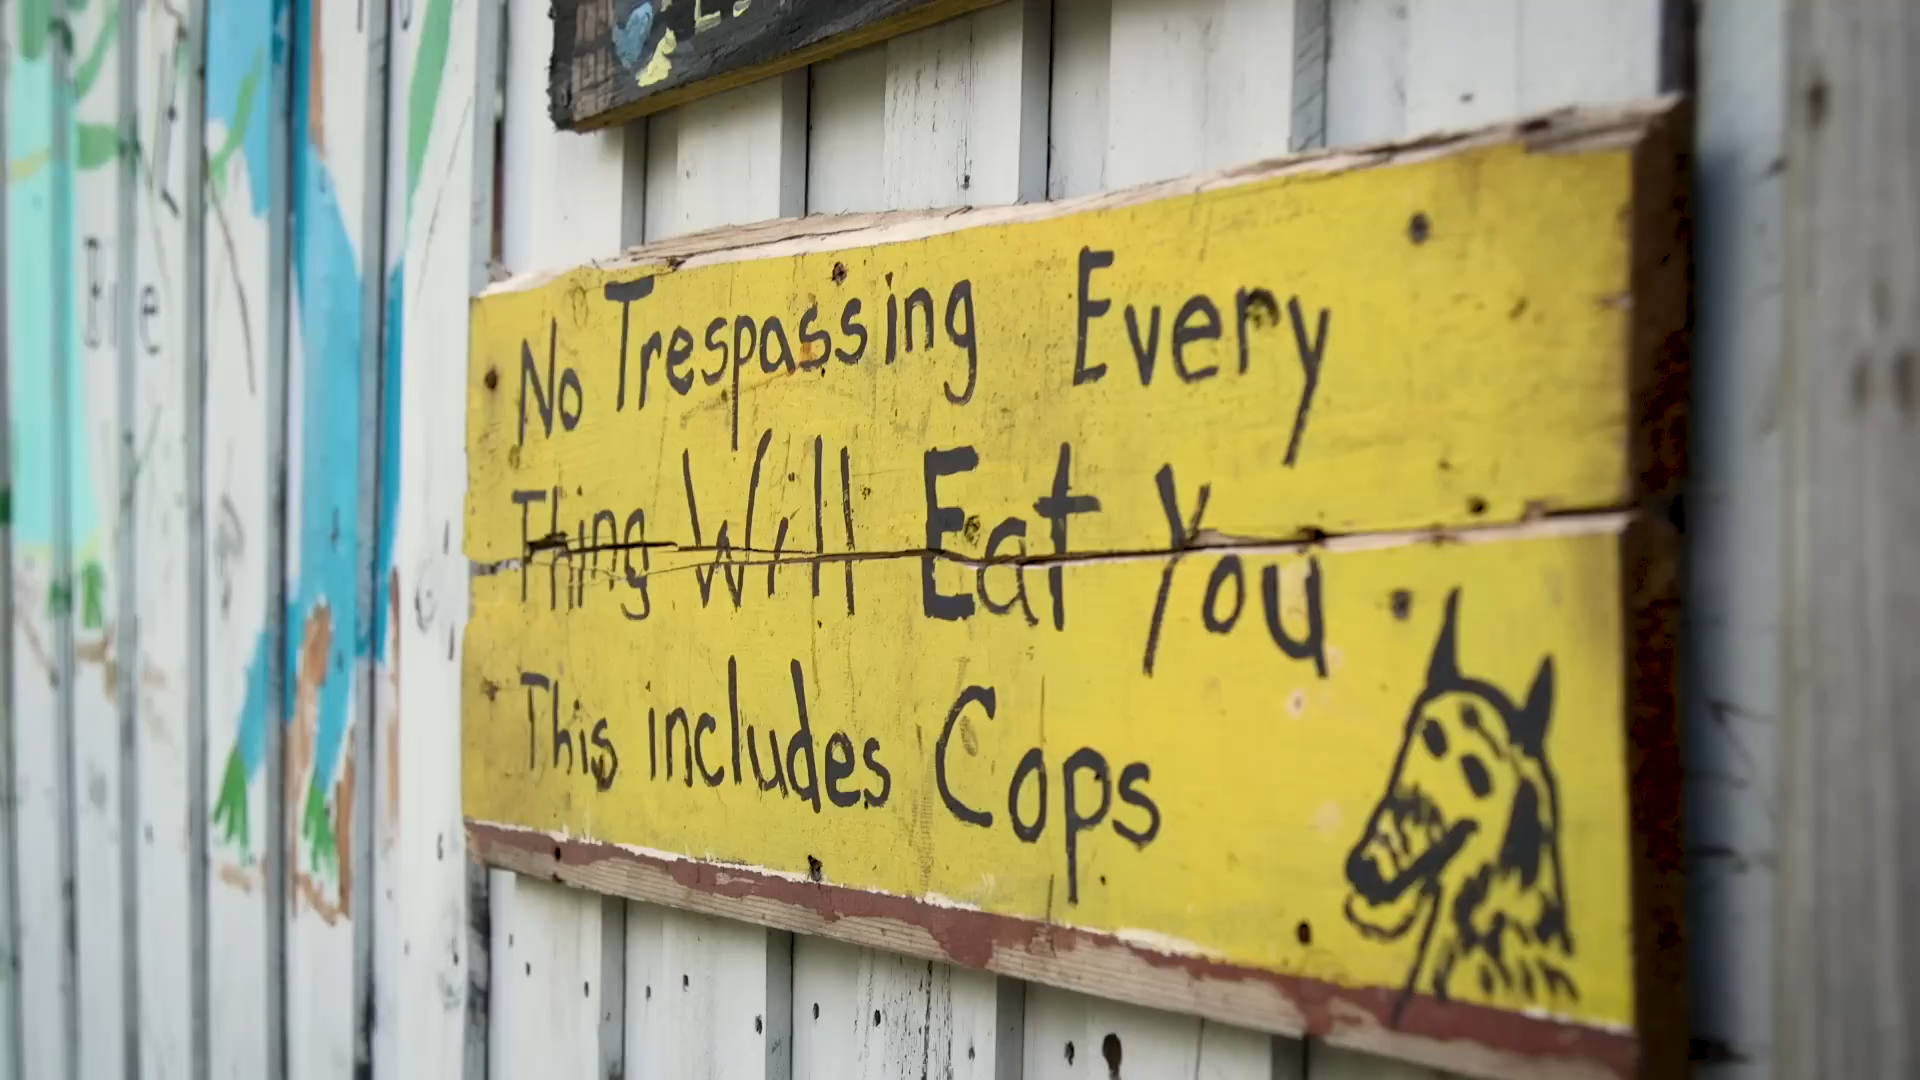 No Trespassing Every
Thing Will Eat You
This includes Cops